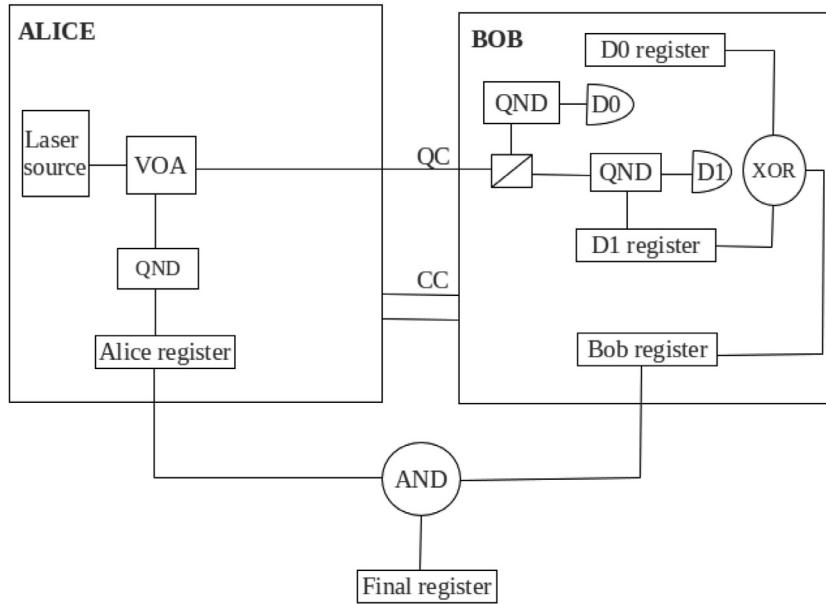 ALICE
BOB
D0 register
QND
D0
Laser
source
VOA
QC
QND
D1
XOR
D1 register
QND
CC
Alice register
Bob register
AND
Final register